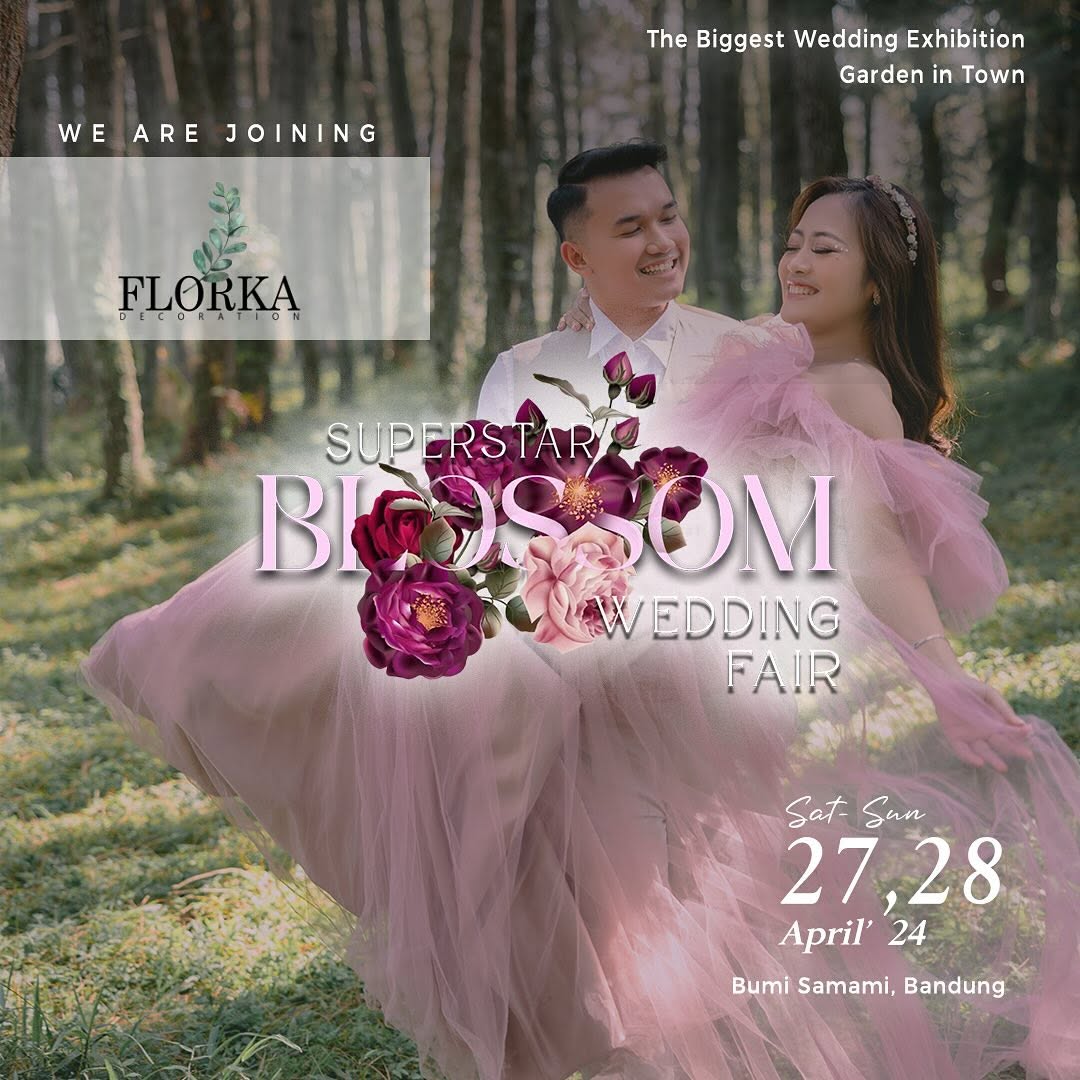 The Biggest Wedding Exhibition
Garden in Town
WE ARE JOINING
FLORKA
DECORATION
SUPERSTAR
BLOSSOM
WEDDING
FAIR
Sat- Sun
27,28
April' 24
Bumi Samami, Bandung